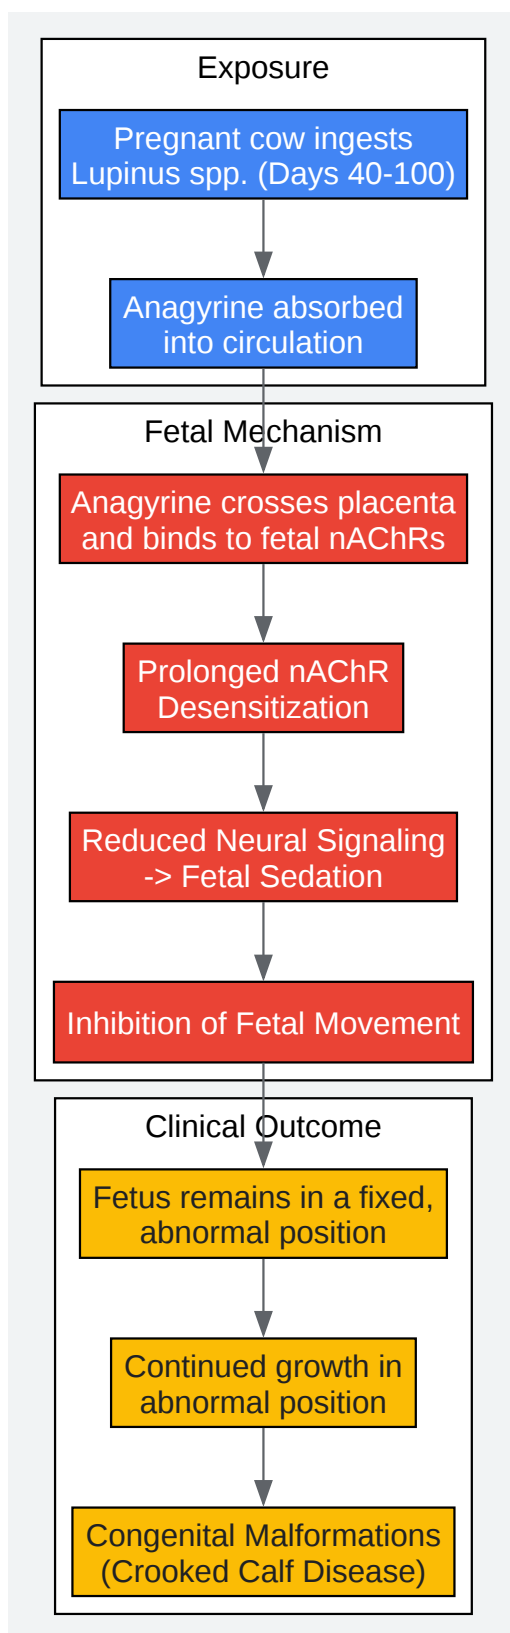 Exposure
Pregnant cow ingests
Lupinus spp. (Days 40-100)
Anagyrine absorbed
into circulation
Fetal Mechanism
Anagyrine crosses placenta
and binds to fetal nAChRs
Prolonged nAChR
Desensitization
Reduced Neural Signaling
-> Fetal Sedation
Inhibition of Fetal Movement
Clinical Outcome
Fetus remains in a fixed,
abnormal position
Continued growth in
abnormal position
Congenital Malformations
(Crooked Calf Disease)